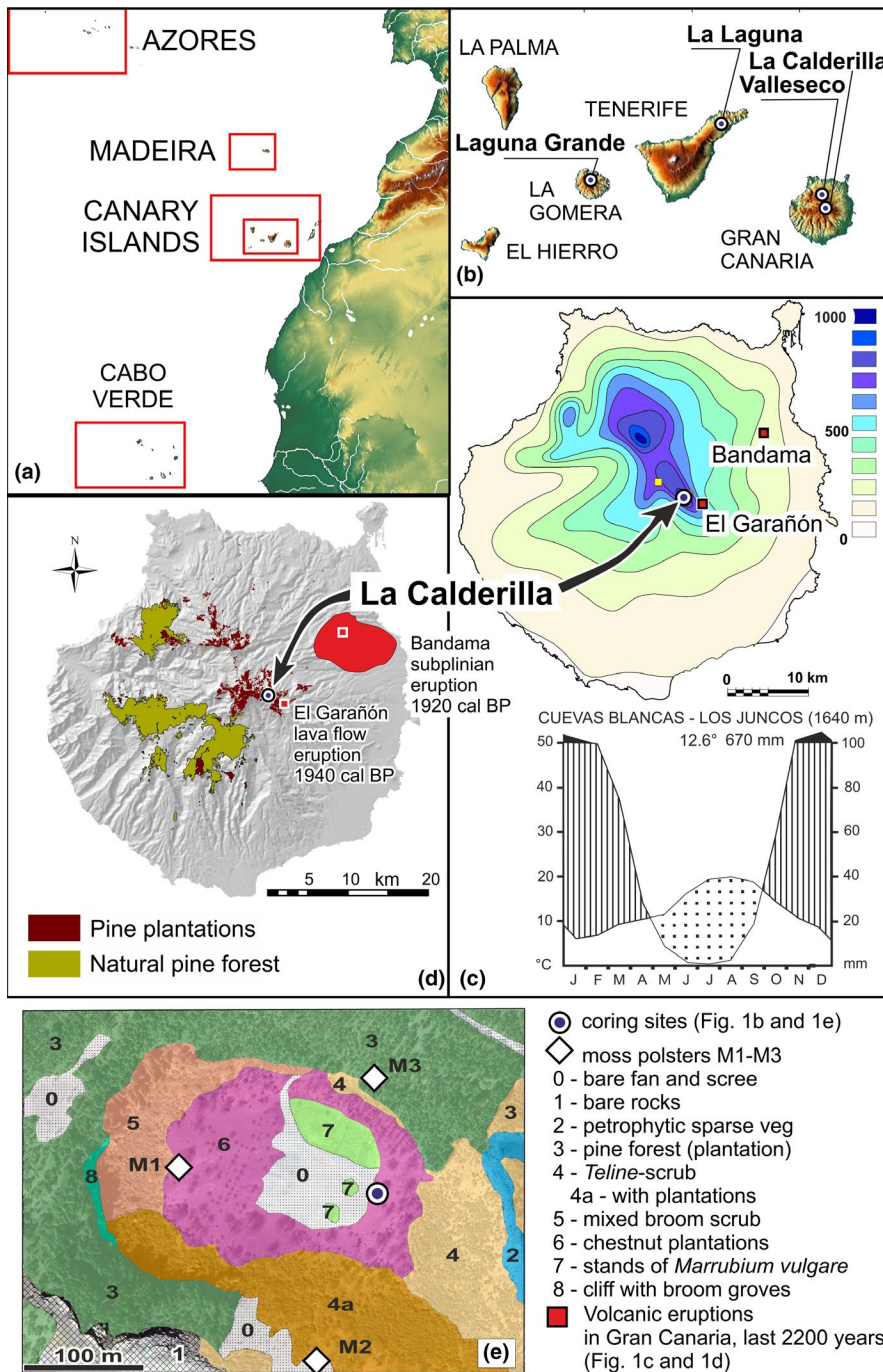 AZORES
MADEIRA
CANARY
ISLANDS
CABO
VERDE
(a)
La Laguna
La Calderilla
Valleseco
LA PALMA
TENERIFE
Laguna Grande
LA
GOMERA
EL HIERRO
GRAN
CANARIA
(b)
1000
500
0
Bandama
El Garañón
0 10 km
La Calderilla
N
Bandama
subplinian
eruption
1920 cal BP
El Garañón
lava flow
eruption
1940 cal BP
5 10 km 20
Pine plantations
Natural pine forest
(d)
CUEVAS BLANCAS - LOS JUNCOS (1640 m)
12.6° 670 mm
50 100
40 80
30 60
20 40
10 20
°C mm
J F M A M J J A S O N D
(c)
3
0
5
M1
8
6
4
3
M3
7
0
7
7
3
4
2
4a
3
0
M2
1
100 m
(e)
coring sites (Fig. 1b and 1e)
moss polsters M1-M3
0 - bare fan and scree
1 - bare rocks
2 - petrophytic sparse veg
3 - pine forest (plantation)
4 - Teline-scrub
4a - with plantations
5 - mixed broom scrub
6 - chestnut plantations
7 - stands of Marrubium vulgare
8 - cliff with broom groves
Volcanic eruptions
in Gran Canaria, last 2200 years
(Fig. 1c and 1d)